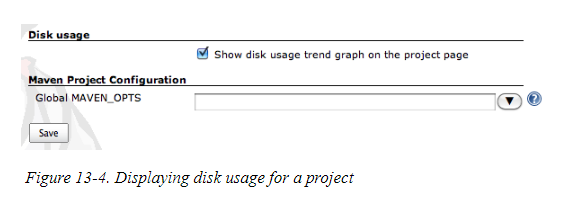 Disk usage
Show disk usage trend graph on the project page
Maven Project Configuration
Global MAVEN_OPTS
Save
Figure 13-4. Displaying disk usage for a project